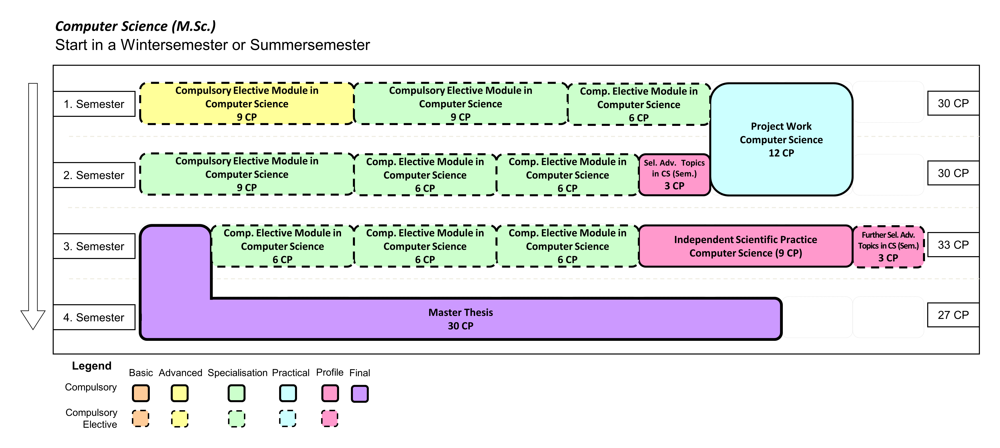 Computer Science (M.Sc.)
Start in a Wintersemester or Summersemester
1. Semester
Compulsory Elective Module in
Computer Science
9 CP
Compulsory Elective Module in
Computer Science
9 CP
Comp. Elective Module in
Computer Science
6 CP
Project Work
Computer Science
12 CP
30 CP
2. Semester
Compulsory Elective Module in
Computer Science
9 CP
Comp. Elective Module in
Computer Science
6 CP
Comp. Elective Module in
Computer Science
6 CP
Sel. Adv. Topics
in CS (Sem.)
3 CP
30 CP
3. Semester
Comp. Elective Module in
Computer Science
6 CP
Comp. Elective Module in
Computer Science
6 CP
Comp. Elective Module in
Computer Science
6 CP
Independent Scientific Practice
Computer Science (9 CP)
Further Sel. Adv.
Topics in CS (Sem.)
3 CP
33 CP
4. Semester
Master Thesis
30 CP
27 CP
Legend
Basic Advanced Specialisation Practical Profile Final
Compulsory
Compulsory
Elective